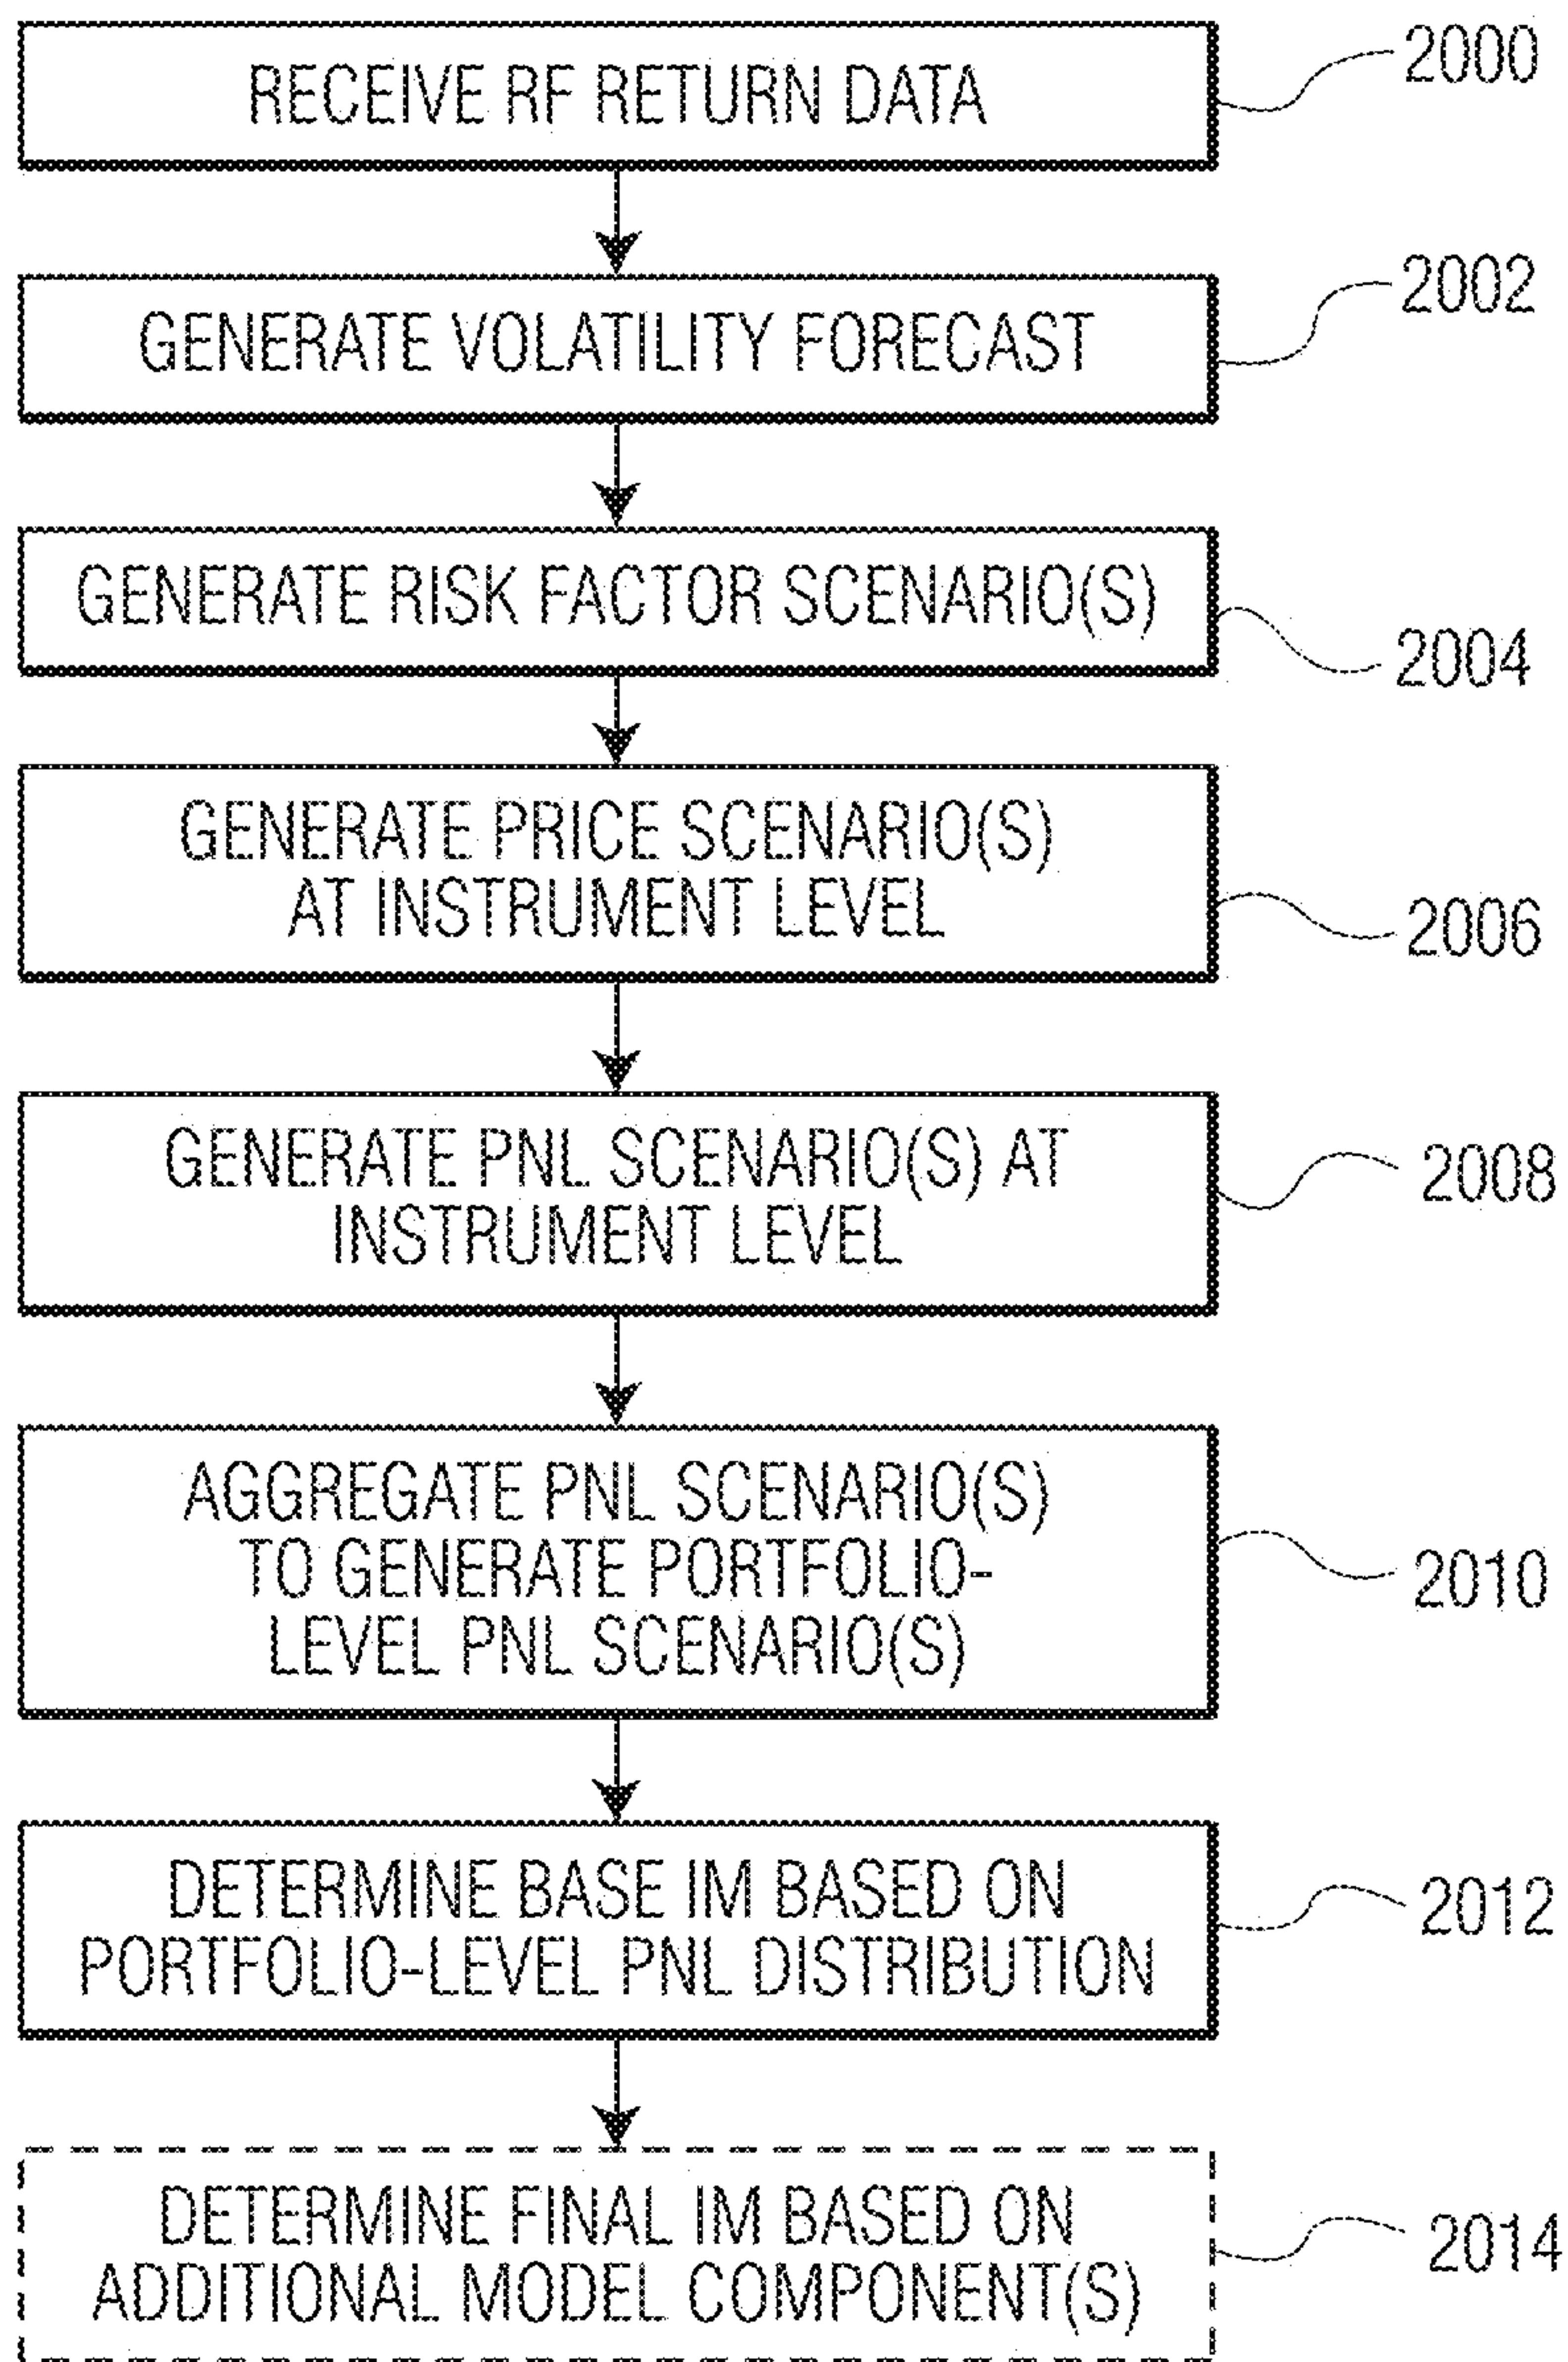 RECEIVE RF RETURN DATA
2000
GENERATE VOLATILITY FORECAST
2002
GENERATE RISK FACTOR SCENARIO(S)
2004
GENERATE PRICE SCENARIO(S)
AT INSTRUMENT LEVEL
2006
GENERATE PNL SCENARIO(S) AT
INSTRUMENT LEVEL
2008
AGGREGATE PNL SCENARIO(S)
TO GENERATE PORTFOLIO-
LEVEL PNL SCENARIO(S)
2010
DETERMINE BASE IM BASED ON
PORTFOLIO-LEVEL PNL DISTRIBUTION
2012
DETERMINE FINAL IM BASED ON
ADDITIONAL MODEL COMPONENT(S)
2014